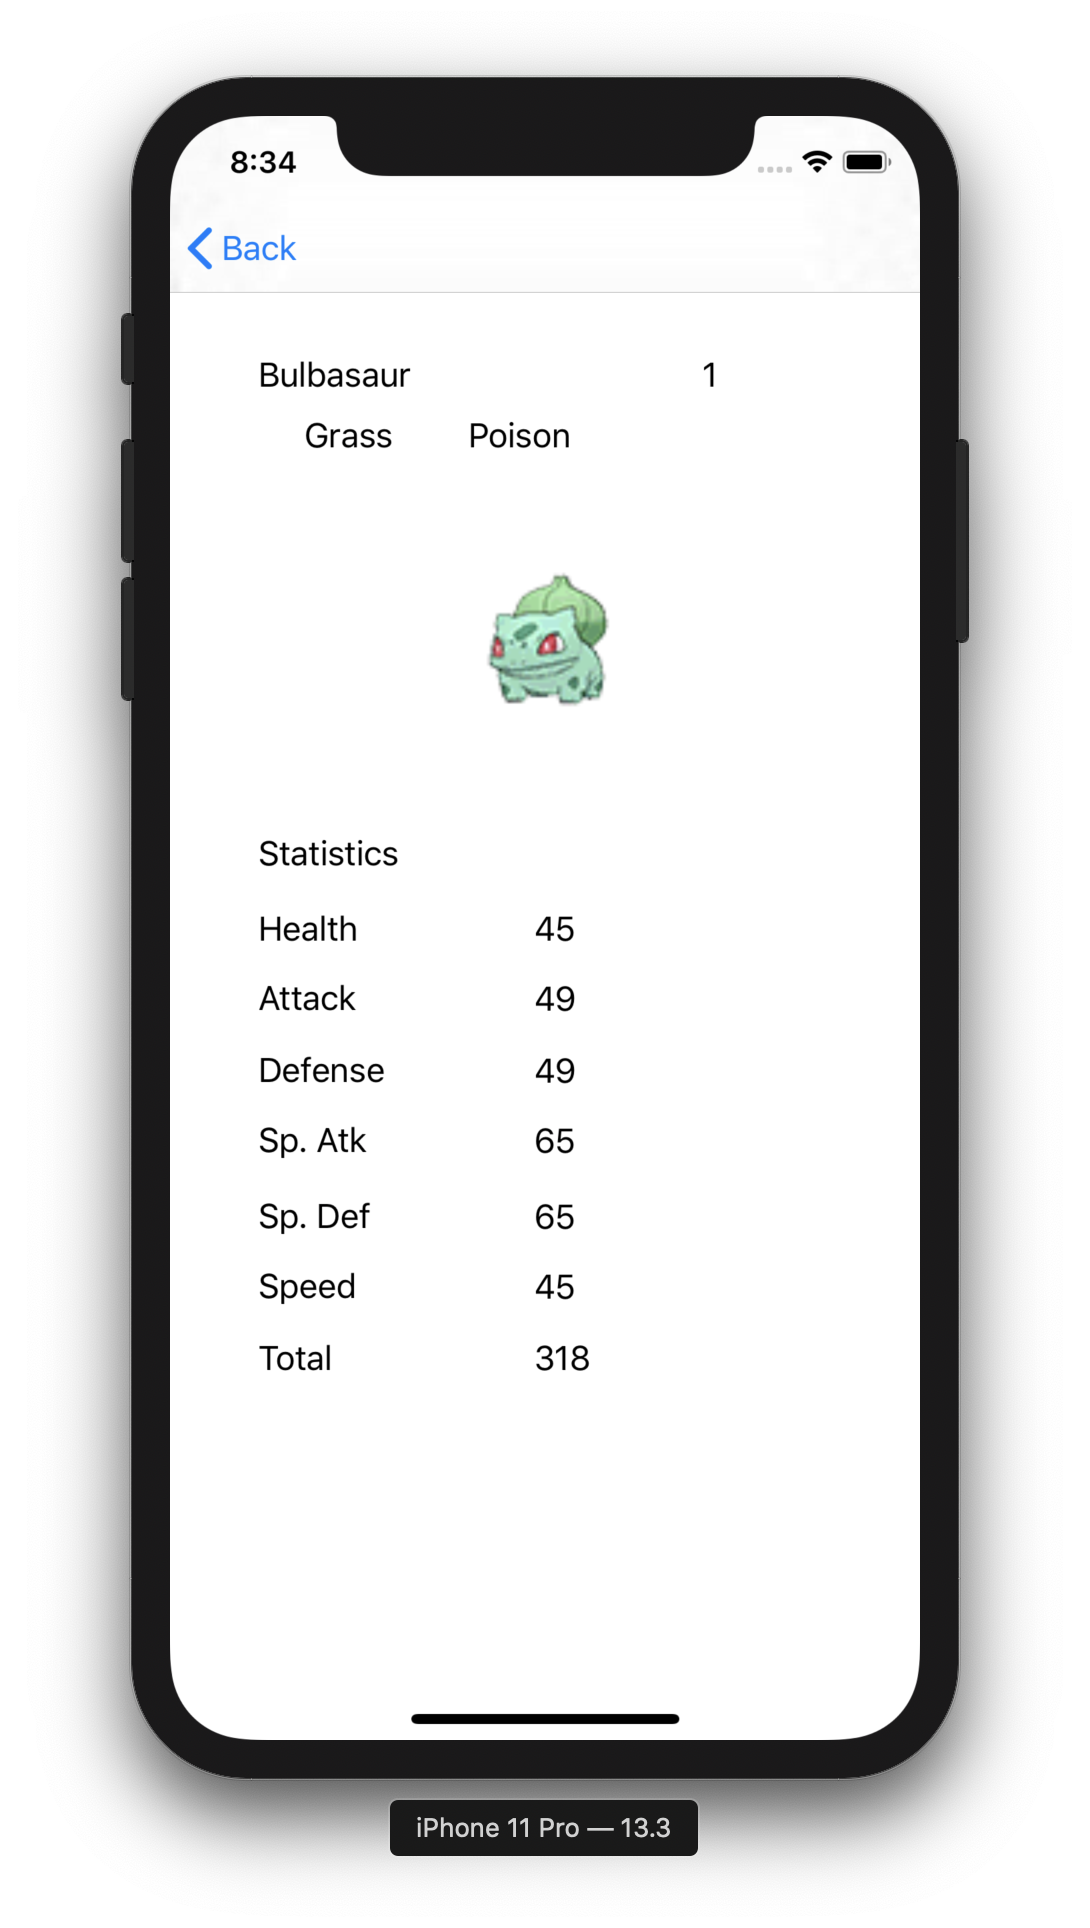 8:34
Back
Bulbasaur 1
Grass Poison
Statistics
Health 45
Attack 49
Defense 49
Sp. Atk 65
Sp. Def 65
Speed 45
Total 318
iPhone 11 Pro — 13.3